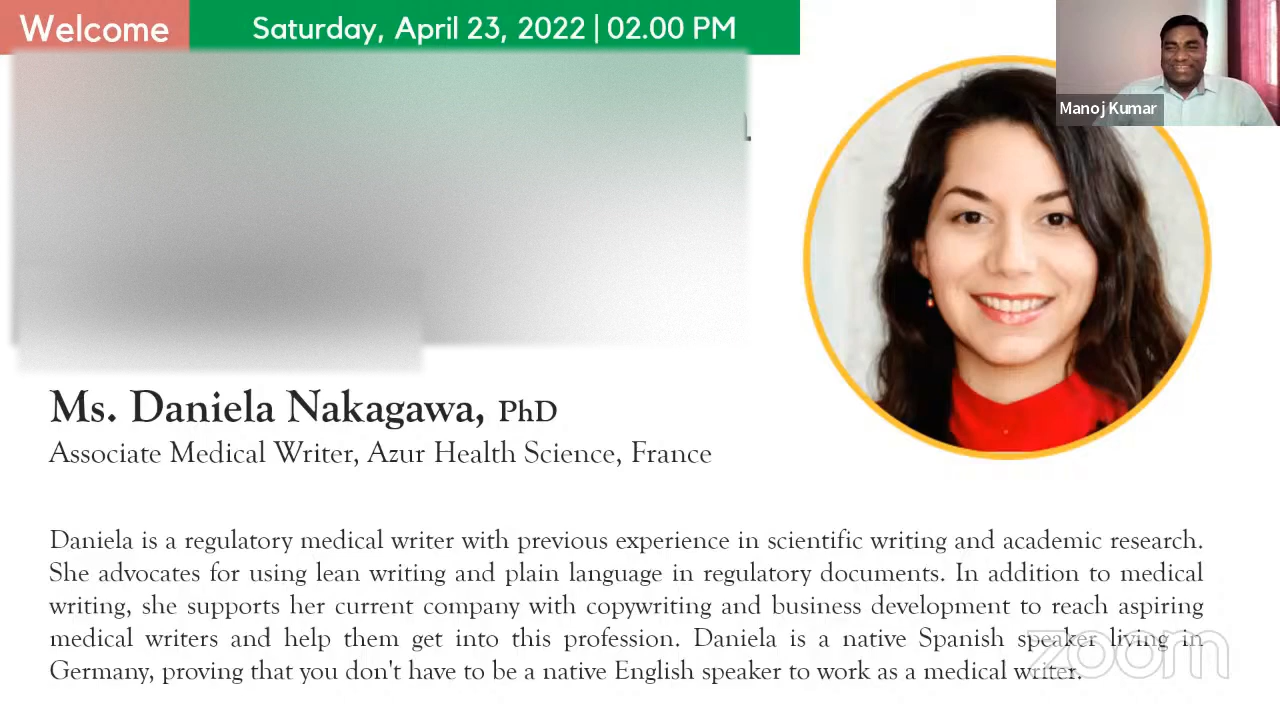 Welcome
Saturday, April 23, 2022 | 02.00 PM
Manoj Kumar
Ms. Daniela Nakagawa, PhD
Associate Medical Writer, Azur Health Science, France
Daniela is a regulatory medical writer with previous experience in scientific writing and academic research.
She advocates for using lean writing and plain language in regulatory documents. In addition to medical
writing, she supports her current company with copywriting and business development to reach aspiring
medical writers and help them get into this profession. Daniela is a native Spanish speaker living in
Germany, proving that you don't have to be a native English speaker to work as a medical writer.
zoom